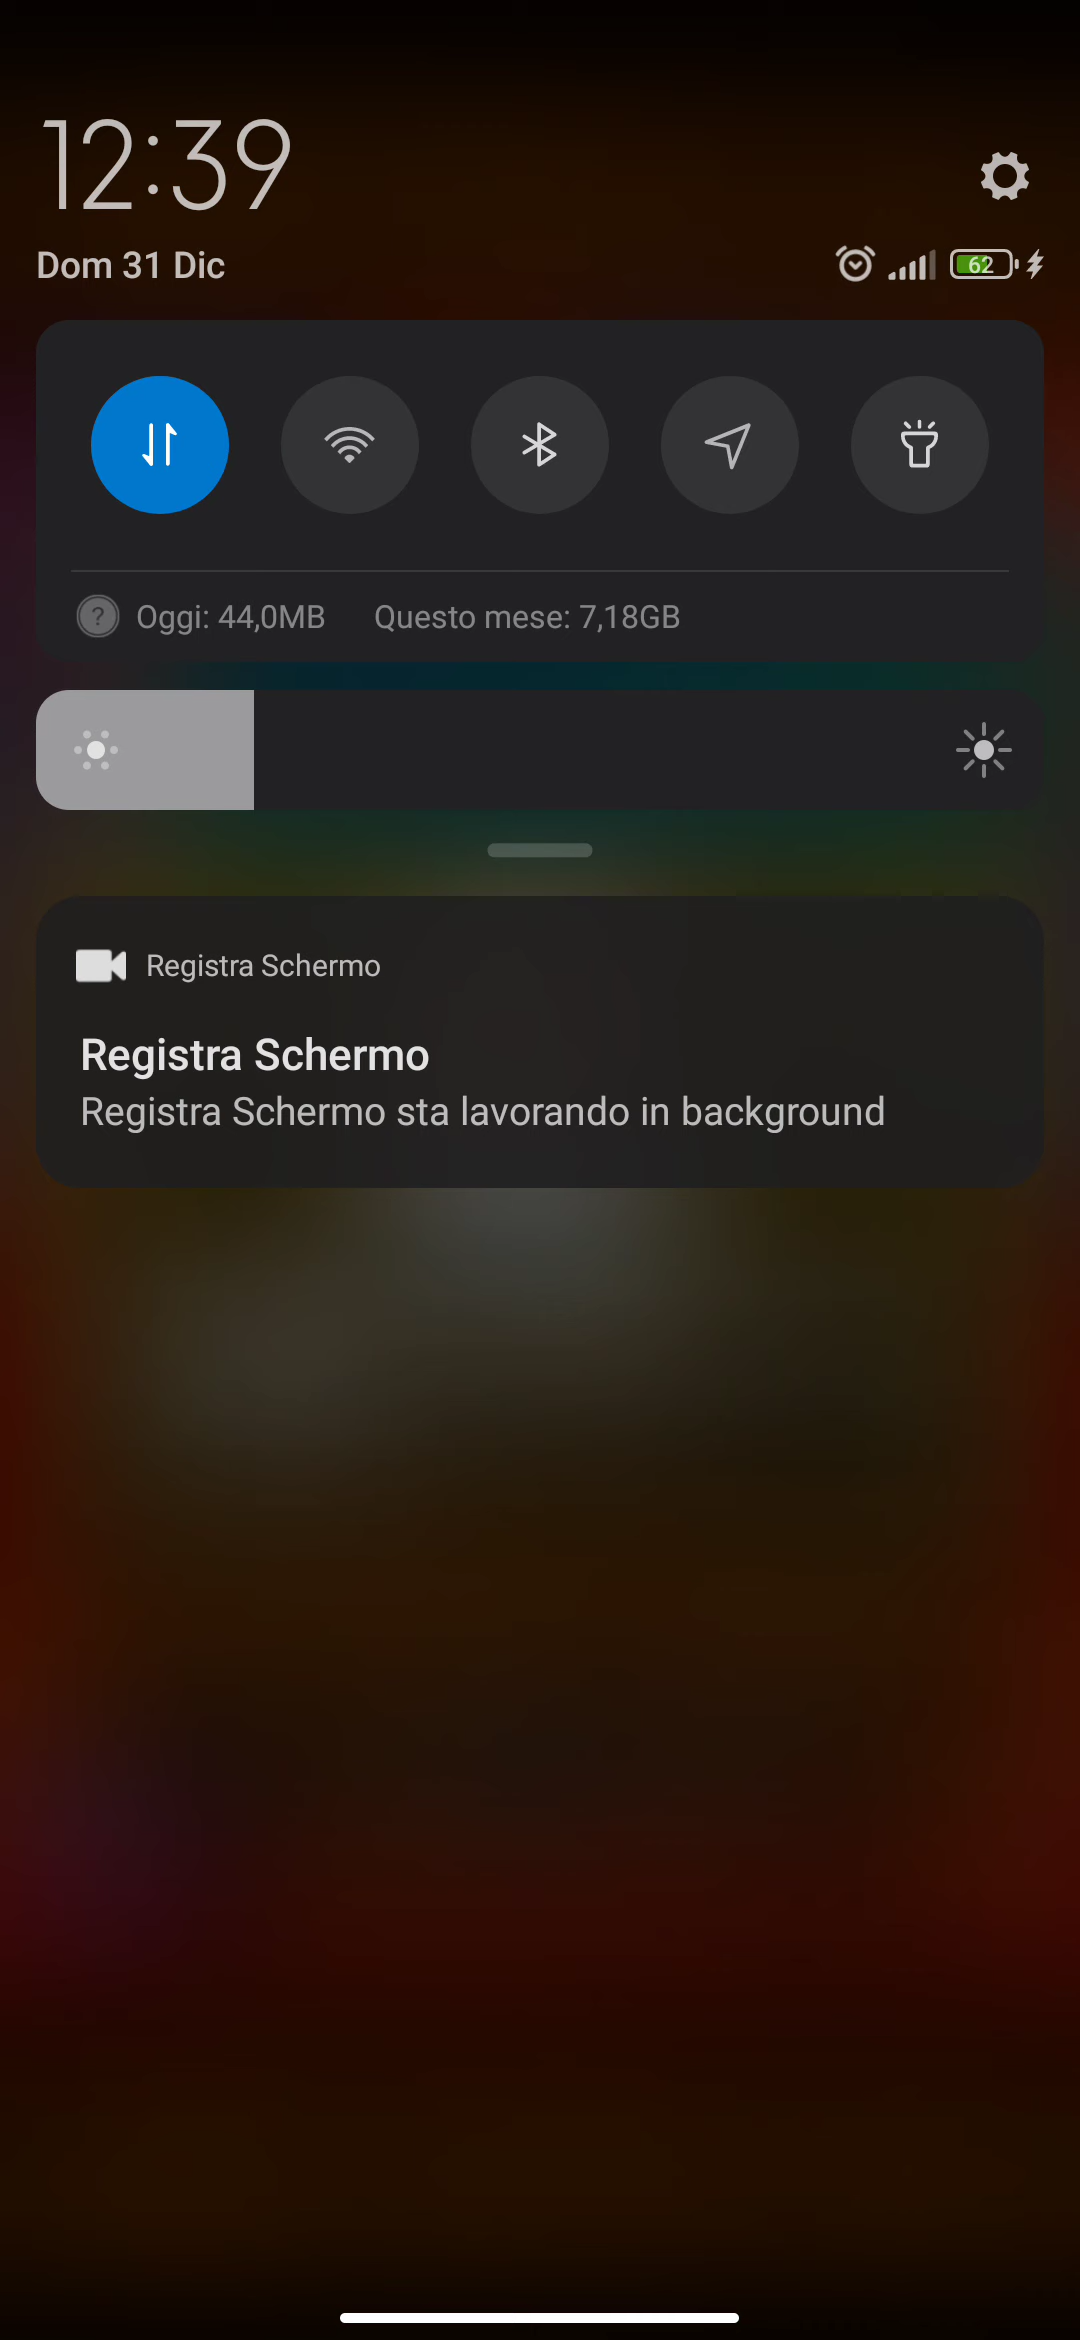 12:39
Dom 31 Dic
62
? Oggi: 44,0MB Questo mese: 7,18GB
Registra Schermo
Registra Schermo
Registra Schermo sta lavorando in background